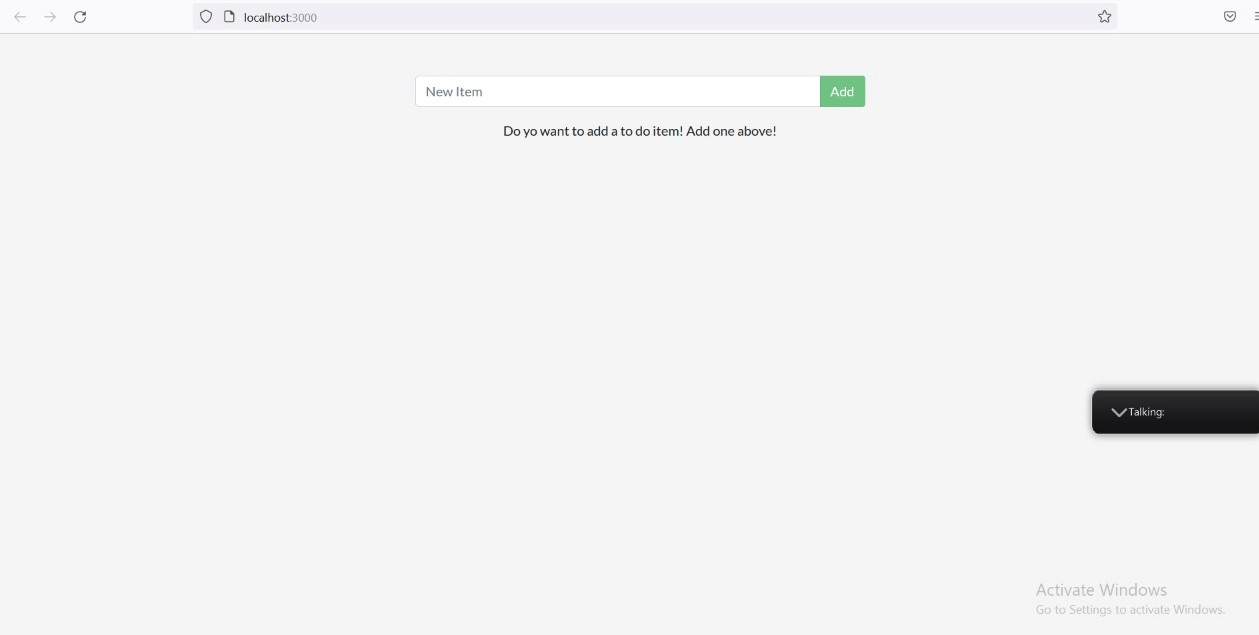 localhost:3000
New Item
Add
Do yo want to add a to do item! Add one above!
Talking:
Activate Windows
Go to Settings to activate Windows.